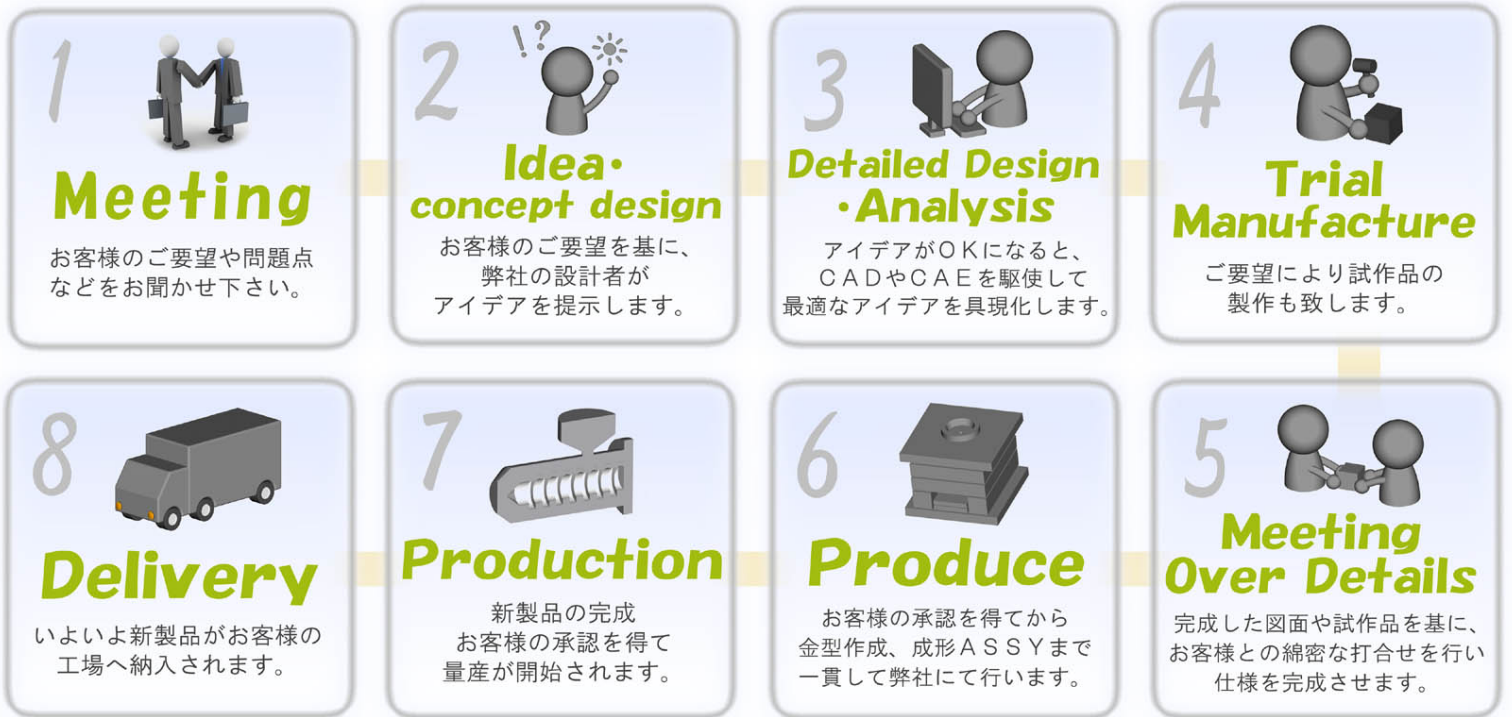 1
Meeting
お客様のご要望や問題点
などをお聞かせ下さい。
2
!?
Idea・
concept design
お客様のご要望を基に、
弊社の設計者が
アイデアを提示します。
3
Detailed Design
・Analysis
アイデアがＯＫになると、
ＣＡＤやＣＡＥを駆使して
最適なアイデアを具現化します。
4
Trial
Manufacture
ご要望により試作品の
製作も致します。
5
Meeting
Over Details
完成した図面や試作品を基に、
お客様との綿密な打合せを行い
仕様を完成させます。
6
Produce
お客様の承認を得てから
金型作成、成形ＡＳＳＹまで
一貫して弊社にて行います。
7
Production
新製品の完成
お客様の承認を得て
量産が開始されます。
8
Delivery
いよいよ新製品がお客様の
工場へ納入されます。